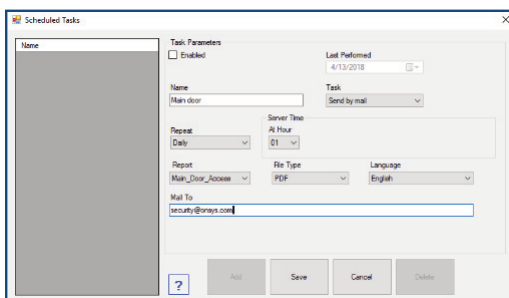 Scheduled Tasks
Name
Task Parameters
Enabled
Last Performed
4/13/2018
Name
Task
Main door
Send by mail
Server Time
Repeat
At Hour
Daily
01
Report
File Type
Language
Main_Door_Access
PDF
English
Mail To
security@onsys.com
?
Add
Save
Cancel
Delete